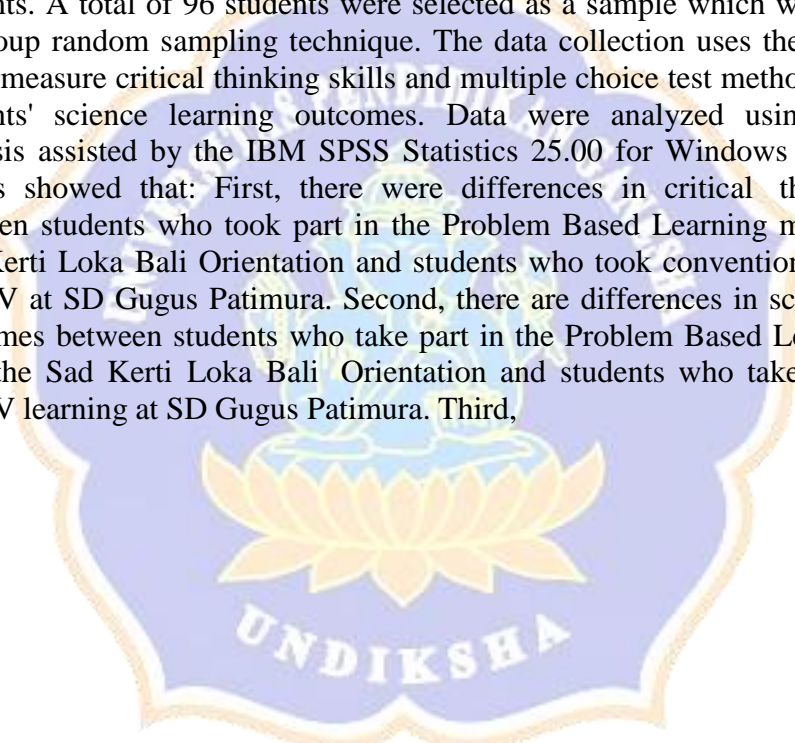 nts. A total of 96 students were selected as a sample which w
oup random sampling technique. The data collection uses the
measure critical thinking skills and multiple choice test metho
nts' science learning outcomes. Data were analyzed usin
sis assisted by the IBM SPSS Statistics 25.00 for Windows
s showed that: First, there were differences in critical th
en students who took part in the Problem Based Learning m
Kerti Loka Bali Orientation and students who took convention
V at SD Gugus Patimura. Second, there are differences in sc
mes between students who take part in the Problem Based Le
the Sad Kerti Loka Bali Orientation and students who take
V learning at SD Gugus Patimura. Third,
UNIVERSITAS PENDIDIKAN GANESHA
UNDIKSHA